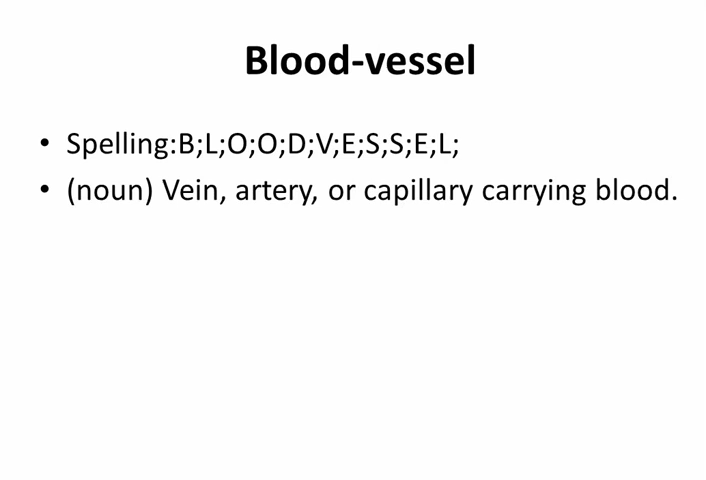 Blood-vessel
• Spelling:B;L;O;O;D;V;E;S;S;E;L;
• (noun) Vein, artery, or capillary carrying blood.